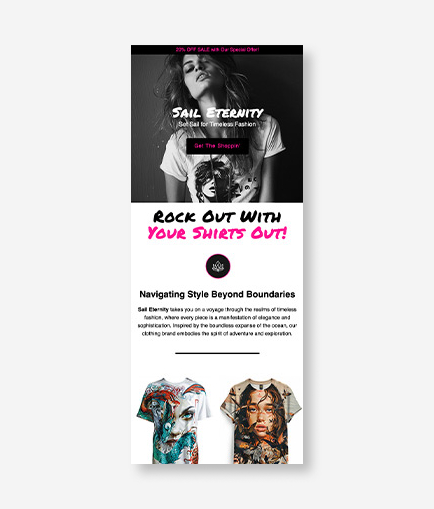 20% OFF SALE with Our Special Offer!
Sail Eternity
Set Sail for Timeless Fashion
Get The Shoppin'
Rock Out With
Your Shirts Out!
Navigating Style Beyond Boundaries
Sail Eternity takes you on a voyage through the realms of timeless
fashion, where every piece is a manifestation of elegance and
sophistication. Inspired by the boundless expanse of the ocean, our
clothing brand embodies the spirit of adventure and exploration.